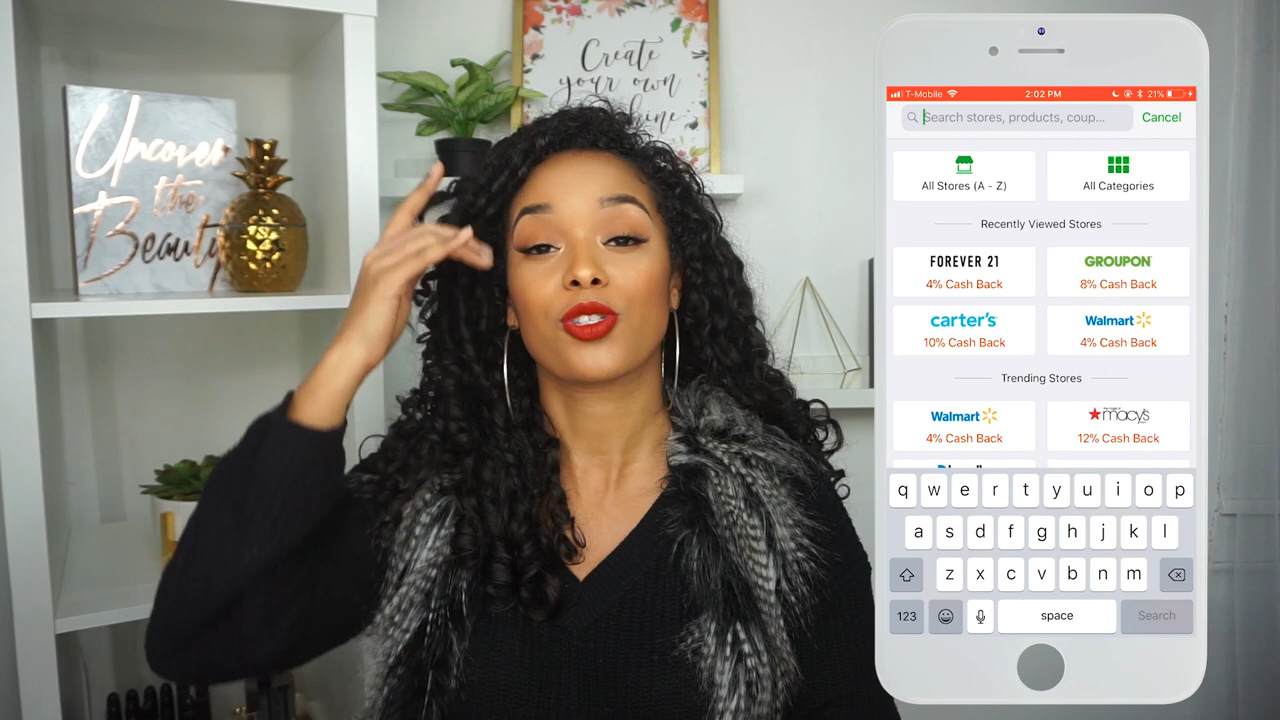 Uncover
the
Beauty
Create
your own
T-Mobile 2:02 PM 21%
Search stores, products, coup... Cancel
All Stores (A - Z) All Categories
Recently Viewed Stores
FOREVER 21 GROUPON
4% Cash Back 8% Cash Back
carter's Walmart
10% Cash Back 4% Cash Back
Trending Stores
Walmart macy's
4% Cash Back 12% Cash Back
q w e r t y u i o p
a s d f g h j k l
z x c v b n m
123 space Search